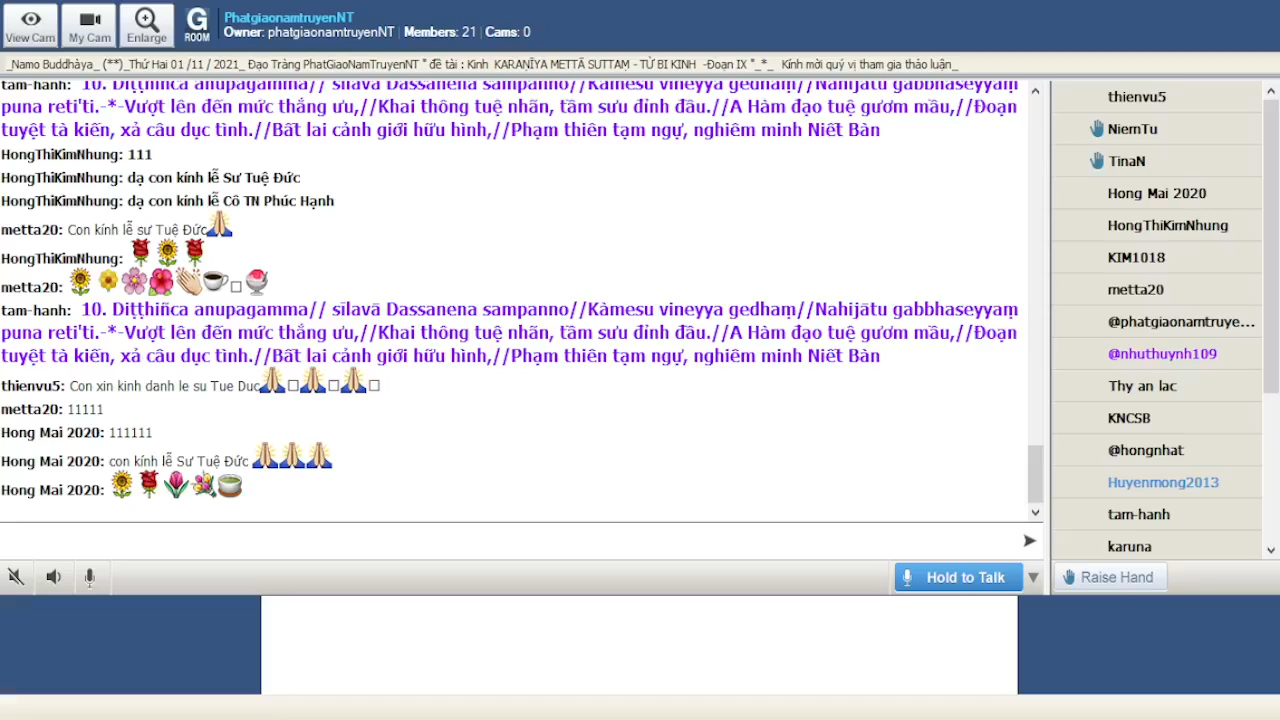 View Cam
My Cam
Enlarge
G
ROOM
PhatgiaonamtruyenNT
Owner: phatgiaonamtruyenNT | Members: 21 | Cams: 0
_Namo Buddhàya_ (**)_Thứ Hai 01 /11 / 2021_ Đạo Tràng PhatGiaoNamTruyenNT * đề tài : Kinh KARAṆĪYA METTĀ SUTTAṂ - TỪ BI KINH -Đoạn IX *_*_ Kính mời quý vị tham gia thảo luận_
tam-hanh: 10. Diṭṭhiñca anupagamma// silavā Dassanena sampanno//Kàmesu vineyya gedhaṃ//Nahijātu gabbhaseyyaṃ
puna reti'ti.-*-Vượt lên đến mức thắng ưu,//Khai thông tuệ nhãn, tầm sưu đỉnh đầu.//A Hàm đạo tuệ gươm mầu,//Đoạn
tuyệt tà kiến, xả câu dục tình.//Bất lai cảnh giới hữu hình,//Phạm thiên tạm ngự, nghiêm minh Niết Bàn
HongThiKimNhung: 111
HongThiKimNhung: dạ con kính lễ Sư Tuệ Đức
HongThiKimNhung: dạ con kính lễ Cô TN Phúc Hạnh
metta20: Con kính lễ sư Tuệ Đức
HongThiKimNhung:
metta20:
tam-hanh: 10. Diṭṭhiñca anupagamma// silavā Dassanena sampanno//Kàmesu vineyya gedhaṃ//Nahijātu gabbhaseyyaṃ
puna reti'ti.-*-Vượt lên đến mức thắng ưu,//Khai thông tuệ nhãn, tầm sưu đỉnh đầu.//A Hàm đạo tuệ gươm mầu,//Đoạn
tuyệt tà kiến, xả câu dục tình.//Bất lai cảnh giới hữu hình,//Phạm thiên tạm ngự, nghiêm minh Niết Bàn
thienvu5: Con xin kinh danh le su Tue Duc
metta20: 11111
Hong Mai 2020: 111111
Hong Mai 2020: con kính lễ Sư Tuệ Đức
Hong Mai 2020:
Hold to Talk
thienvu5
NiemTu
TinaN
Hong Mai 2020
HongThiKimNhung
KIM1018
metta20
@phatgiaonamtruye...
@nhuthuynh109
Thy an lac
KNCSB
@hongnhat
Huyenmong2013
tam-hanh
karuna
Raise Hand